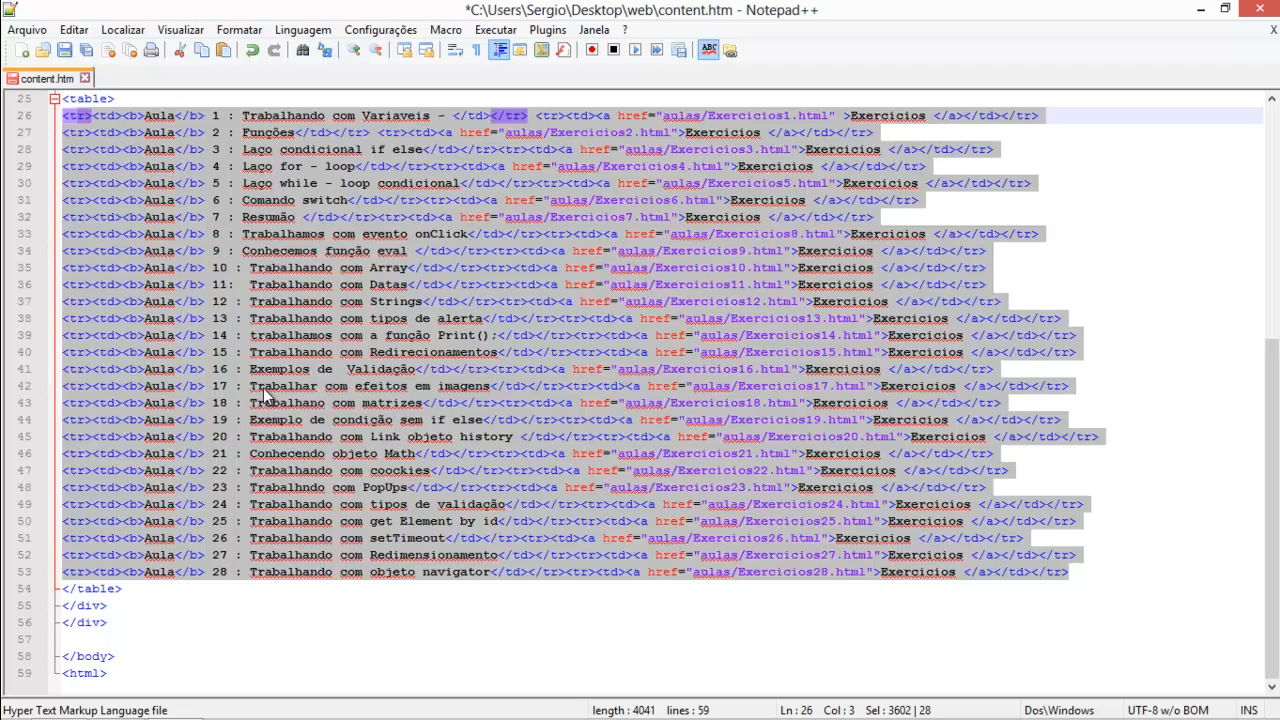 *C:\Users\Sergio\Desktop\web\content.htm - Notepad++
Arquivo Editar Localizar Visualizar Formatar Linguagem Configurações Macro Executar Plugins Janela ? X
content.htm
25 <table>
26 <tr><td><b>Aula</b> 1 : Trabalhando com Variaveis - </td></tr> <tr><td><a href="aulas/Exercicios1.html" >Exercicios </a></td></tr>
27 <tr><td><b>Aula</b> 2 : Funções</td></tr> <tr><td><a href="aulas/Exercicios2.html">Exercicios </a></td></tr>
28 <tr><td><b>Aula</b> 3 : Laço condicional if else</td></tr><tr><td><a href="aulas/Exercicios3.html">Exercicios </a></td></tr>
29 <tr><td><b>Aula</b> 4 : Laço for - loop</td></tr><tr><td><a href="aulas/Exercicios4.html">Exercicios </a></td></tr>
30 <tr><td><b>Aula</b> 5 : Laço while - loop condicional</td></tr><tr><td><a href="aulas/Exercicios5.html">Exercicios </a></td></tr>
31 <tr><td><b>Aula</b> 6 : Comando switch</td></tr><tr><td><a href="aulas/Exercicios6.html">Exercicios </a></td></tr>
32 <tr><td><b>Aula</b> 7 : Resumão </td></tr><tr><td><a href="aulas/Exercicios7.html">Exercicios </a></td></tr>
33 <tr><td><b>Aula</b> 8 : Trabalhamos com evento onClick</td></tr><tr><td><a href="aulas/Exercicios8.html">Exercicios </a></td></tr>
34 <tr><td><b>Aula</b> 9 : Conhecemos função eval </td></tr><tr><td><a href="aulas/Exercicios9.html">Exercicios </a></td></tr>
35 <tr><td><b>Aula</b> 10 : Trabalhando com Array</td></tr><tr><td><a href="aulas/Exercicios10.html">Exercicios </a></td></tr>
36 <tr><td><b>Aula</b> 11:  Trabalhando com Datas</td></tr><tr><td><a href="aulas/Exercicios11.html">Exercicios </a></td></tr>
37 <tr><td><b>Aula</b> 12 : Trabalhando com Strings</td></tr><tr><td><a href="aulas/Exercicios12.html">Exercicios </a></td></tr>
38 <tr><td><b>Aula</b> 13 : Trabalhando com tipos de alerta</td></tr><tr><td><a href="aulas/Exercicios13.html">Exercicios </a></td></tr>
39 <tr><td><b>Aula</b> 14 : Trabalhamos com a função Print();</td></tr><tr><td><a href="aulas/Exercicios14.html">Exercicios </a></td></tr>
40 <tr><td><b>Aula</b> 15 : Trabalhando com Redirecionamentos</td></tr><tr><td><a href="aulas/Exercicios15.html">Exercicios </a></td></tr>
41 <tr><td><b>Aula</b> 16 : Exemplos de  Validação</td></tr><tr><td><a href="aulas/Exercicios16.html">Exercicios </a></td></tr>
42 <tr><td><b>Aula</b> 17 : Trabalhar com efeitos em imagens</td></tr><tr><td><a href="aulas/Exercicios17.html">Exercicios </a></td></tr>
43 <tr><td><b>Aula</b> 18 : Trabalhano com matrizes</td></tr><tr><td><a href="aulas/Exercicios18.html">Exercicios </a></td></tr>
44 <tr><td><b>Aula</b> 19 : Exemplo de condição sem if else</td></tr><tr><td><a href="aulas/Exercicios19.html">Exercicios </a></td></tr>
45 <tr><td><b>Aula</b> 20 : Trabalhando com Link objeto history </td></tr><tr><td><a href="aulas/Exercicios20.html">Exercicios </a></td></tr>
46 <tr><td><b>Aula</b> 21 : Conhecendo objeto Math</td></tr><tr><td><a href="aulas/Exercicios21.html">Exercicios </a></td></tr>
47 <tr><td><b>Aula</b> 22 : Trabalhando com coockies</td></tr><tr><td><a href="aulas/Exercicios22.html">Exercicios </a></td></tr>
48 <tr><td><b>Aula</b> 23 : Trabalhndo com PopUps</td></tr><tr><td><a href="aulas/Exercicios23.html">Exercicios </a></td></tr>
49 <tr><td><b>Aula</b> 24 : Trabalhando com tipos de validação</td></tr><tr><td><a href="aulas/Exercicios24.html">Exercicios </a></td></tr>
50 <tr><td><b>Aula</b> 25 : Trabalhando com get Element by id</td></tr><tr><td><a href="aulas/Exercicios25.html">Exercicios </a></td></tr>
51 <tr><td><b>Aula</b> 26 : Trabalhando com setTimeout</td></tr><tr><td><a href="aulas/Exercicios26.html">Exercicios </a></td></tr>
52 <tr><td><b>Aula</b> 27 : Trabalhando com Redimensionamento</td></tr><tr><td><a href="aulas/Exercicios27.html">Exercicios </a></td></tr>
53 <tr><td><b>Aula</b> 28 : Trabalhando com objeto navigator</td></tr><tr><td><a href="aulas/Exercicios28.html">Exercicios </a></td></tr>
54 </table>
55 </div>
56 </div>
57
58 </body>
59 <html>
Hyper Text Markup Language file length : 4041 lines : 59 Ln : 26 Col : 3 Sel : 3602 | 28 Dos\Windows UTF-8 w/o BOM INS